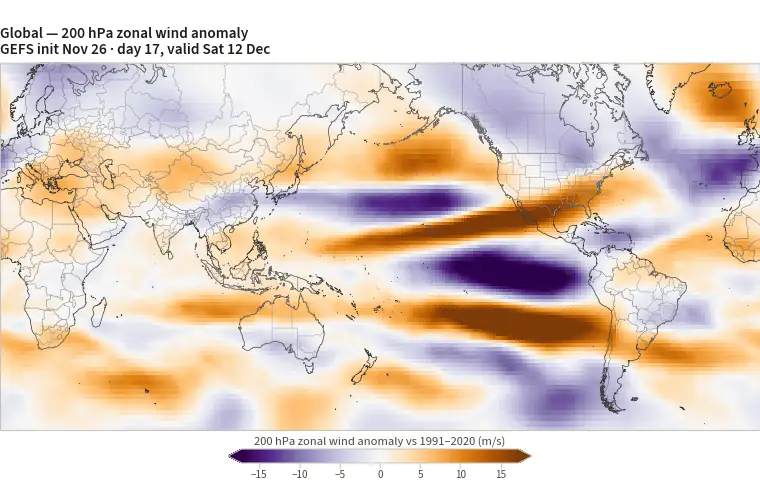 Global — 200 hPa zonal wind anomaly
GEFS init Nov 26 · day 17, valid Sat 12 Dec
200 hPa zonal wind anomaly vs 1991–2020 (m/s)
−15 −10 −5 0 5 10 15